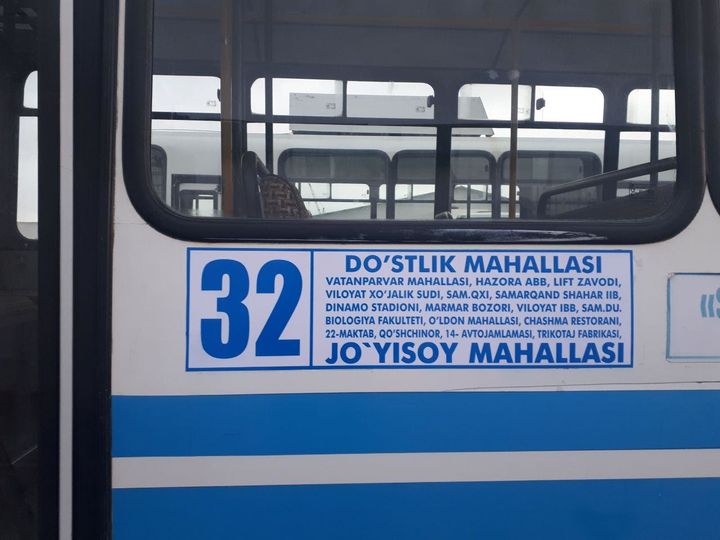 32
DO'STLIK MAHALLASI
VATANPARVAR MAHALLASI, HAZORA ABB, LIFT ZAVODI,
VILOYAT XO'JALIK SUDI, SAM.QXI, SAMARQAND SHAHAR IIB,
DINAMO STADIONI, MARMAR BOZORI, VILOYAT IBB, SAM.DU.
BIOLOGIYA FAKULTETI, O'LDON MAHALLASI, CHASHMA RESTORANI,
22-MAKTAB, QO'SHCHINOR, 14- AVTOJAMLAMASI, TRIKOTAJ FABRIKASI,
JO`YISOY MAHALLASI